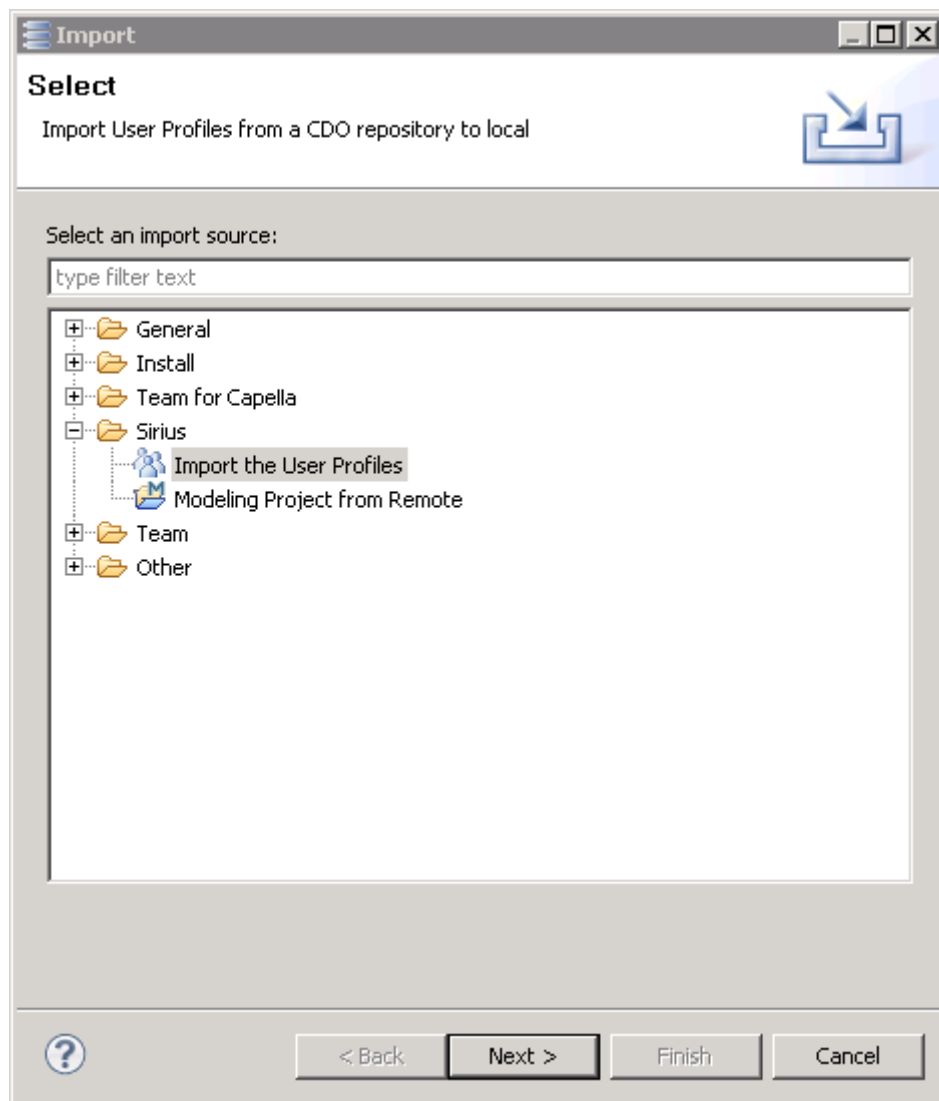 Import
Select
Import User Profiles from a CDO repository to local
Select an import source:
type filter text
General
Install
Team for Capella
Sirius
Import the User Profiles
Modeling Project from Remote
Team
Other
< Back Next > Finish Cancel